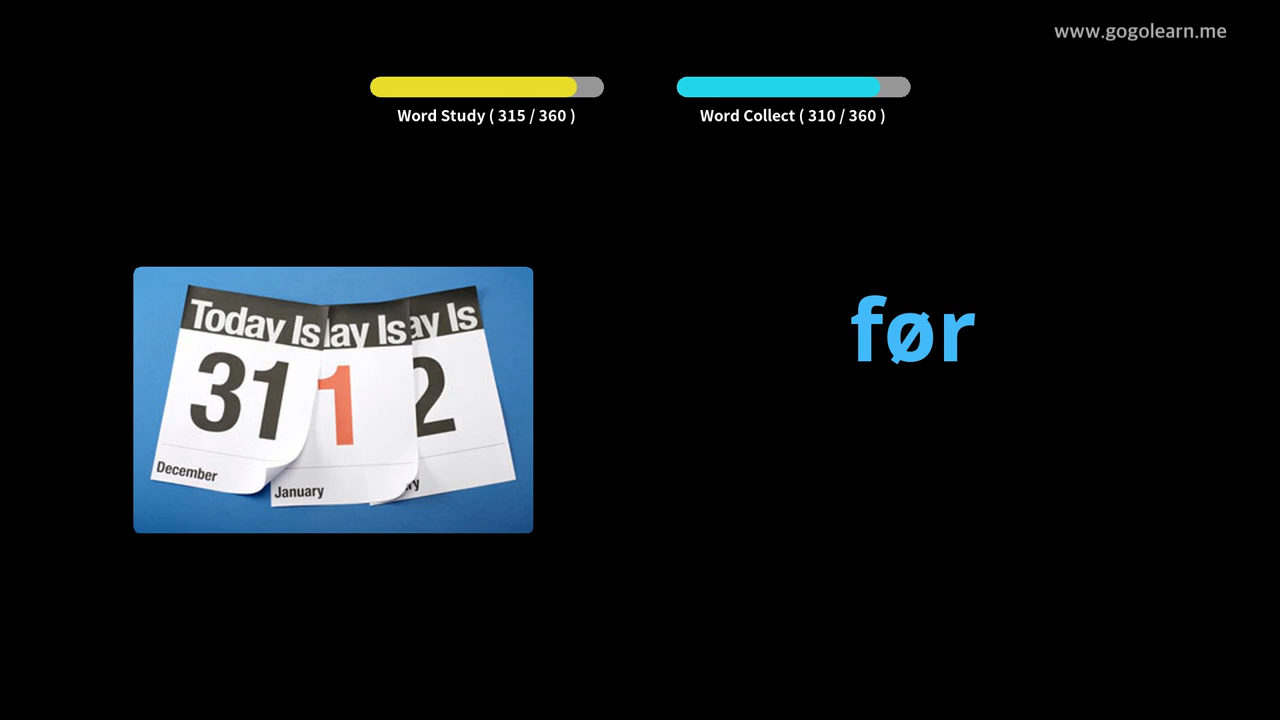 www.gogolearn.me
Word Study ( 315 / 360 )
Word Collect ( 310 / 360 )
før
Today Is
ay Is
ay Is
31
1
2
December
January
ry